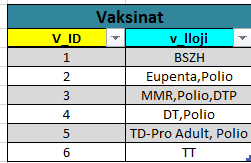 Vaksinat
V_ID v_lloji
1 BSZH
2 Eupenta,Polio
3 MMR,Polio,DTP
4 DT,Polio
5 TD-Pro Adult, Polio
6 TT